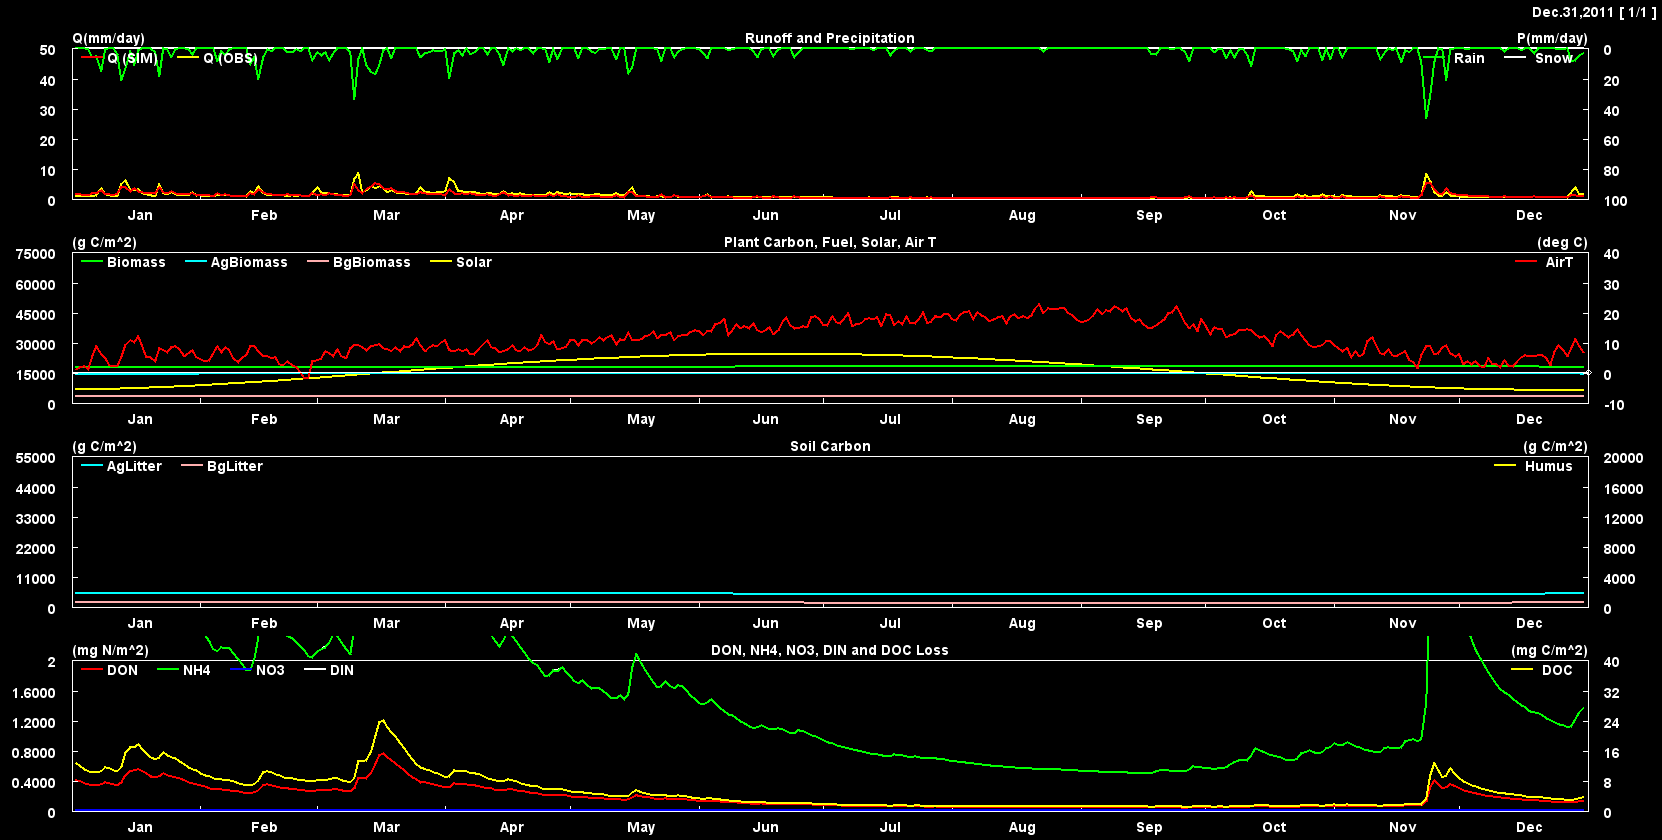 Dec.31,2011 [ 1/1 ]
Q(mm/day) Runoff and Precipitation P(mm/day)
50 0
Q (SIM) Q (OBS) Rain Snow
40 20
30 40
20 60
10 80
0 100
Jan Feb Mar Apr May Jun Jul Aug Sep Oct Nov Dec
(g C/m^2) Plant Carbon, Fuel, Solar, Air T (deg C)
75000 40
Biomass AgBiomass BgBiomass Solar AirT
60000 30
45000 20
30000 10
15000 0
0 -10
Jan Feb Mar Apr May Jun Jul Aug Sep Oct Nov Dec
(g C/m^2) Soil Carbon (g C/m^2)
55000 20000
AgLitter BgLitter Humus
44000 16000
33000 12000
22000 8000
11000 4000
0 0
Jan Feb Mar Apr May Jun Jul Aug Sep Oct Nov Dec
(mg N/m^2) DON, NH4, NO3, DIN and DOC Loss (mg C/m^2)
2 40
DON NH4 NO3 DIN DOC
1.6000 32
1.2000 24
0.8000 16
0.4000 8
0 0
Jan Feb Mar Apr May Jun Jul Aug Sep Oct Nov Dec